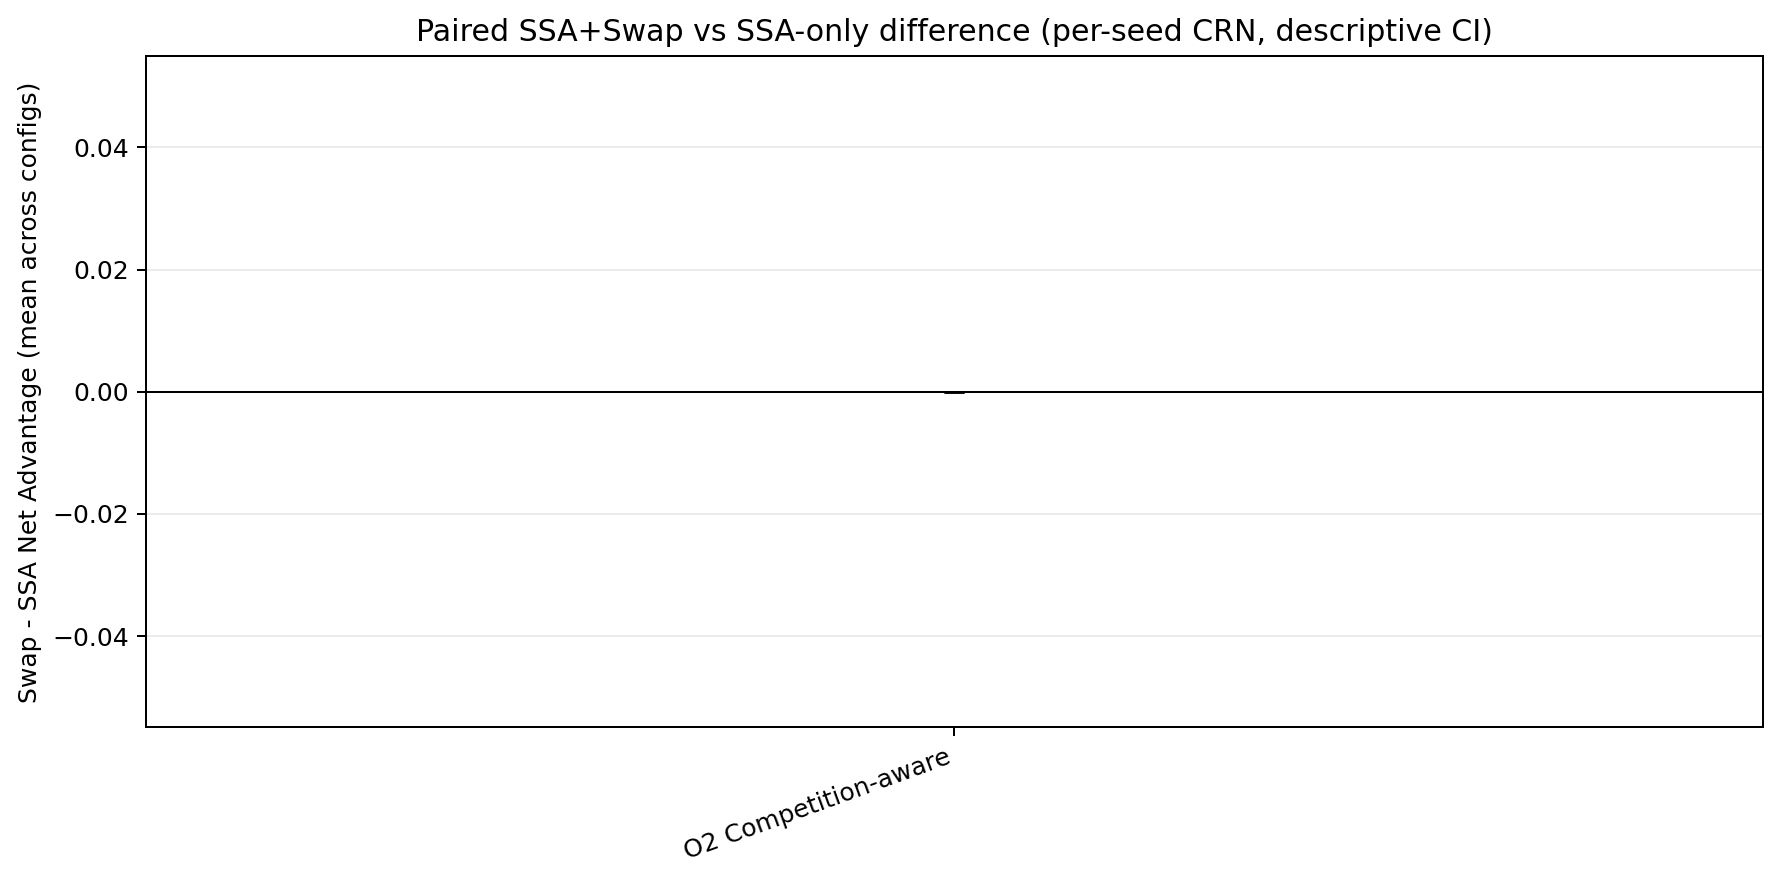 Paired SSA+Swap vs SSA-only difference (per-seed CRN, descriptive CI)
Swap - SSA Net Advantage (mean across configs)
0.04
0.02
0.00
−0.02
−0.04
O2 Competition-aware